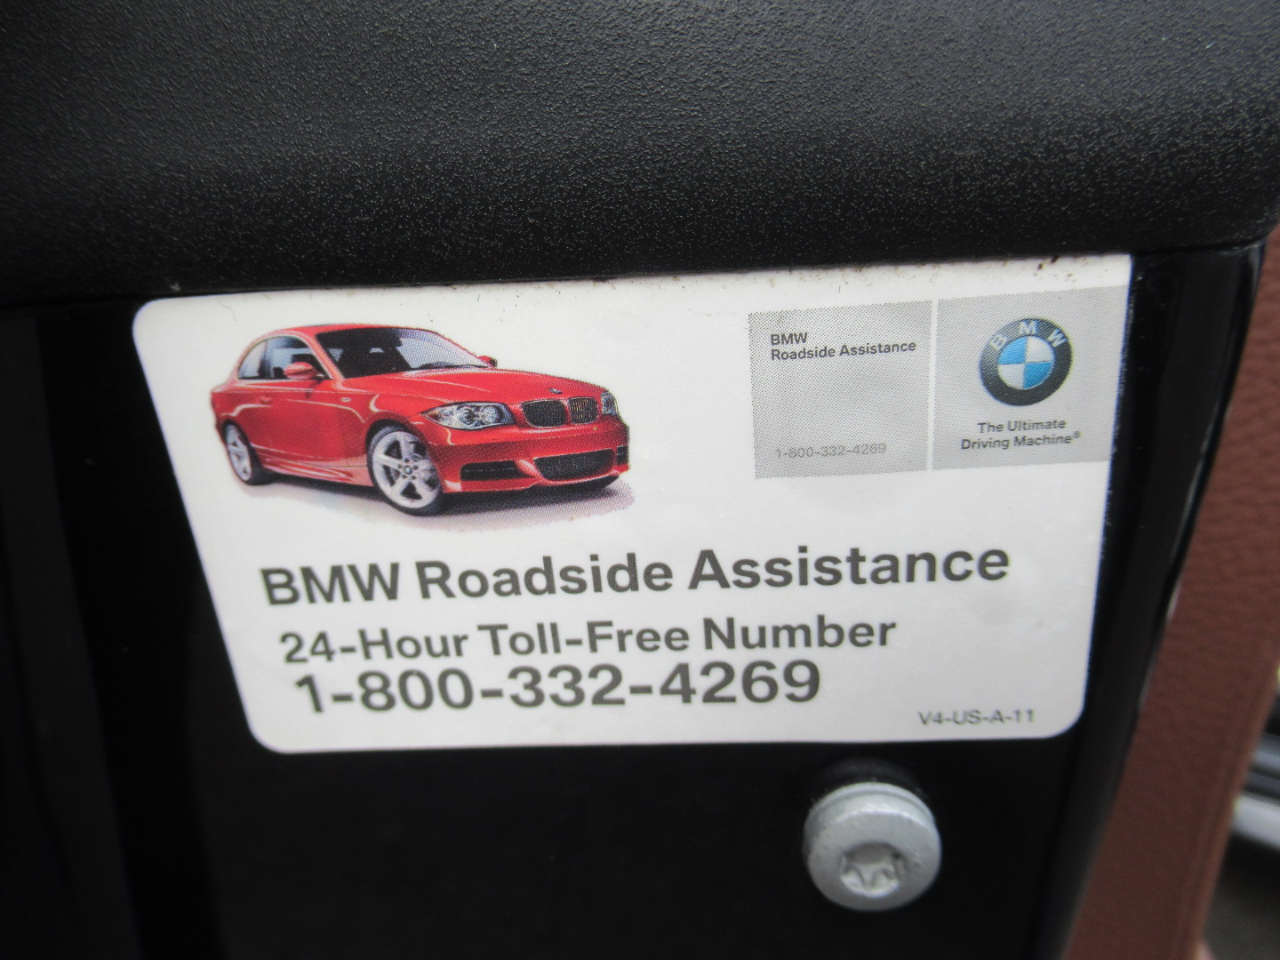 BMW
Roadside Assistance
1-800-332-4269
BMW
The Ultimate
Driving Machine®
BMW Roadside Assistance
24-Hour Toll-Free Number
1-800-332-4269
V4-US-A-11